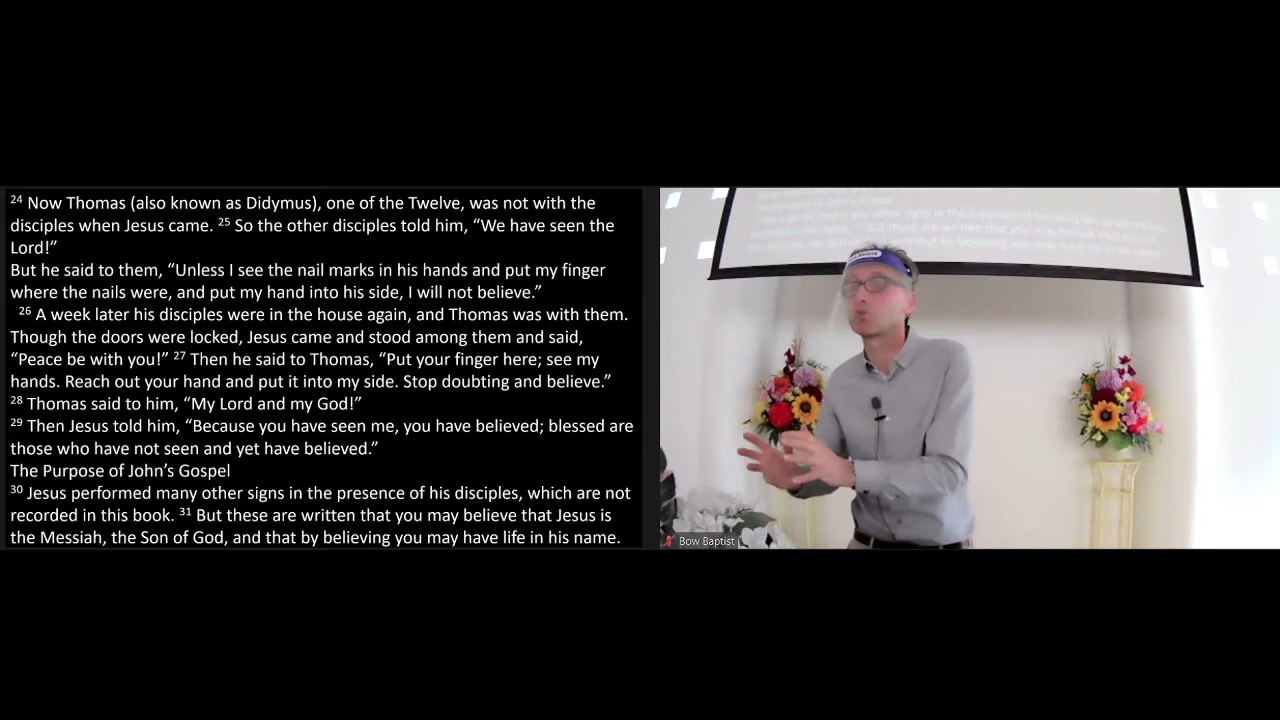 24 Now Thomas (also known as Didymus), one of the Twelve, was not with the
disciples when Jesus came. 25 So the other disciples told him, “We have seen the
Lord!”
But he said to them, “Unless I see the nail marks in his hands and put my finger
where the nails were, and put my hand into his side, I will not believe.”
26 A week later his disciples were in the house again, and Thomas was with them.
Though the doors were locked, Jesus came and stood among them and said,
“Peace be with you!” 27 Then he said to Thomas, “Put your finger here; see my
hands. Reach out your hand and put it into my side. Stop doubting and believe.”
28 Thomas said to him, “My Lord and my God!”
29 Then Jesus told him, “Because you have seen me, you have believed; blessed are
those who have not seen and yet have believed.”
The Purpose of John’s Gospel
30 Jesus performed many other signs in the presence of his disciples, which are not
recorded in this book. 31 But these are written that you may believe that Jesus is
the Messiah, the Son of God, and that by believing you may have life in his name.
Bow Baptist